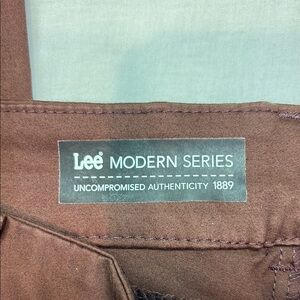 Lee MODERN SERIES
UNCOMPROMISED AUTHENTICITY 1889